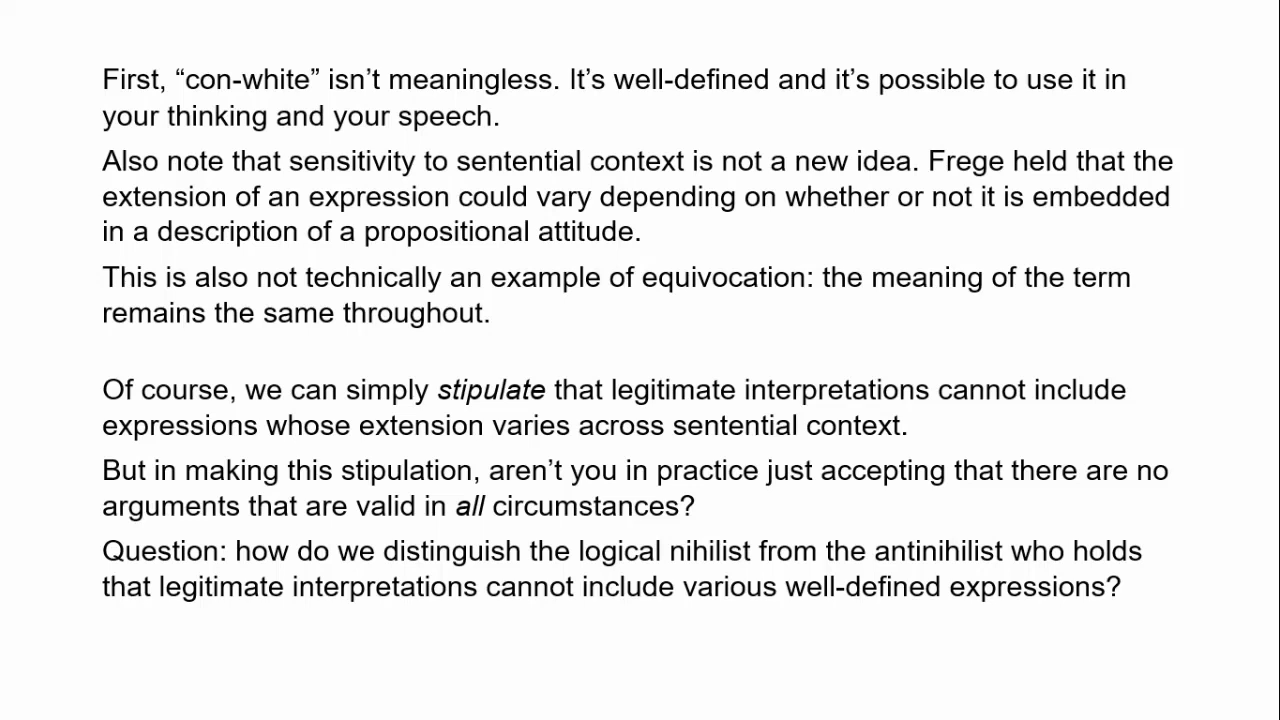 First, “con-white” isn’t meaningless. It’s well-defined and it’s possible to use it in
your thinking and your speech.
Also note that sensitivity to sentential context is not a new idea. Frege held that the
extension of an expression could vary depending on whether or not it is embedded
in a description of a propositional attitude.
This is also not technically an example of equivocation: the meaning of the term
remains the same throughout.
Of course, we can simply stipulate that legitimate interpretations cannot include
expressions whose extension varies across sentential context.
But in making this stipulation, aren’t you in practice just accepting that there are no
arguments that are valid in all circumstances?
Question: how do we distinguish the logical nihilist from the antinihilist who holds
that legitimate interpretations cannot include various well-defined expressions?